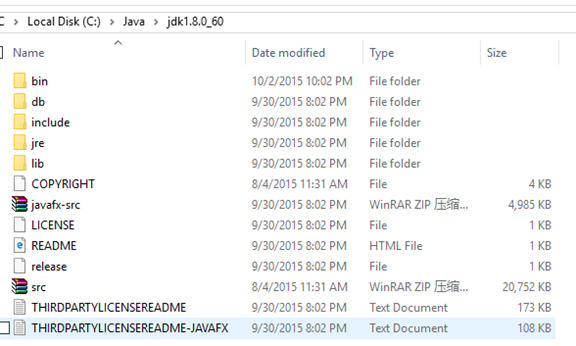 C > Local Disk (C:) > Java > jdk1.8.0_60
Name Date modified Type Size
bin 10/2/2015 10:02 PM File folder
db 9/30/2015 8:02 PM File folder
include 9/30/2015 8:02 PM File folder
jre 9/30/2015 8:02 PM File folder
lib 9/30/2015 8:02 PM File folder
COPYRIGHT 8/4/2015 11:31 AM File 4 KB
javafx-src 9/30/2015 8:02 PM WinRAR ZIP 压缩... 4,985 KB
LICENSE 9/30/2015 8:02 PM File 1 KB
README 9/30/2015 8:02 PM HTML File 1 KB
release 9/30/2015 8:02 PM File 1 KB
src 8/4/2015 11:31 AM WinRAR ZIP 压缩... 20,752 KB
THIRDPARTYLICENSEREADME 9/30/2015 8:02 PM Text Document 173 KB
THIRDPARTYLICENSEREADME-JAVAFX 9/30/2015 8:02 PM Text Document 108 KB